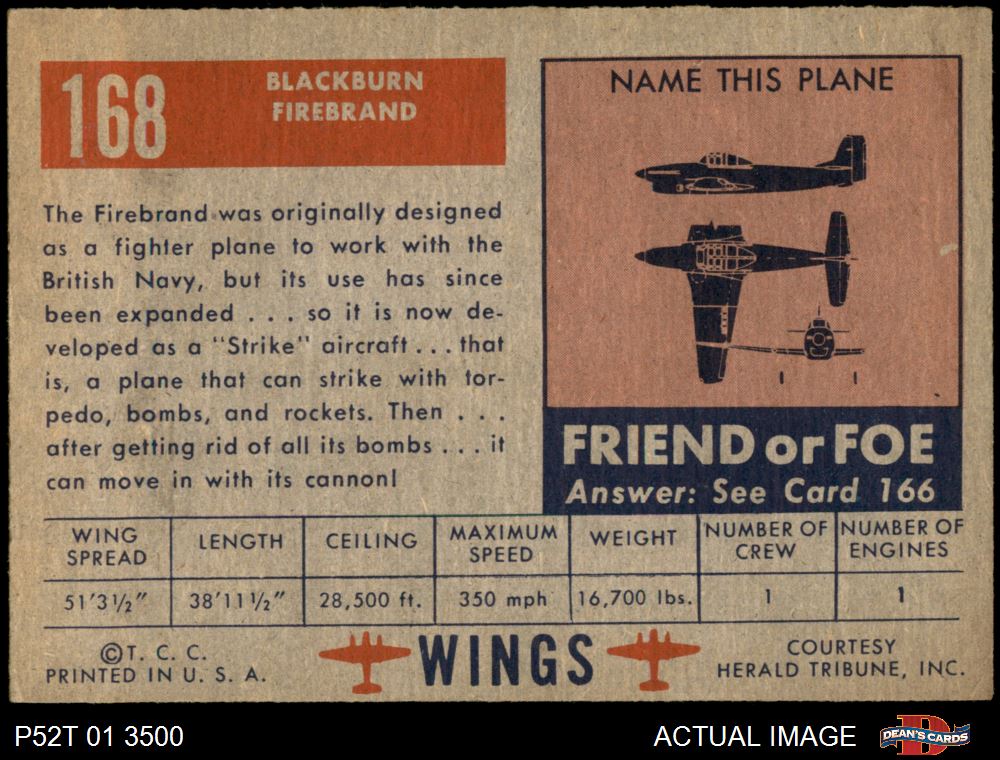 168
BLACKBURN
FIREBRAND
The Firebrand was originally designed
as a fighter plane to work with the
British Navy, but its use has since
been expanded . . . so it is now de-
veloped as a "Strike" aircraft . . . that
is, a plane that can strike with tor-
pedo, bombs, and rockets. Then . . .
after getting rid of all its bombs . . . it
can move in with its cannon!
NAME THIS PLANE
FRIEND or FOE
Answer: See Card 166
WING SPREAD LENGTH CEILING MAXIMUM SPEED WEIGHT NUMBER OF CREW NUMBER OF ENGINES
51'3½" 38'11½" 28,500 ft. 350 mph 16,700 lbs. 1 1
©T. C. C.
PRINTED IN U. S. A.
WINGS
COURTESY
HERALD TRIBUNE, INC.
P52T 01 3500
ACTUAL IMAGE
D
DEAN'S CARDS